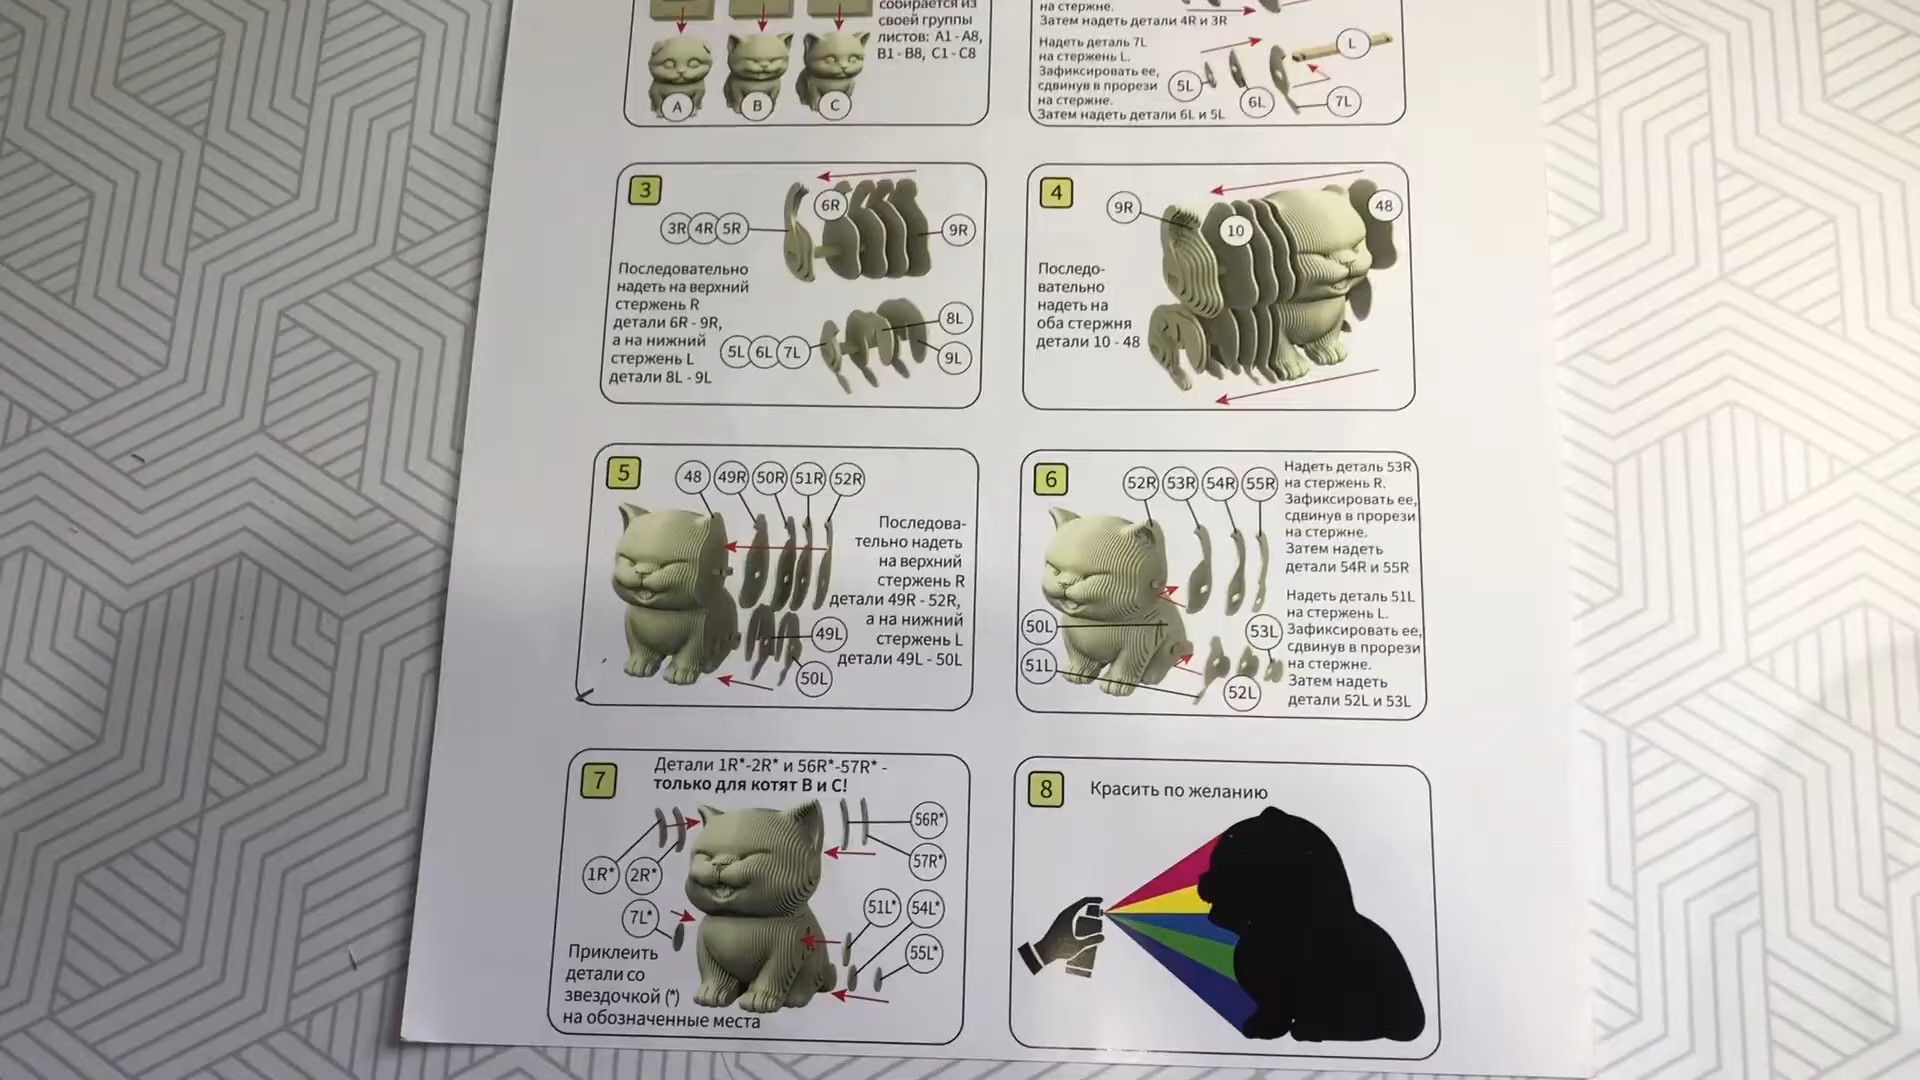 собирается из
своей группы
листов: A1 - A8,
B1 - B8, C1 - C8
A
B
C
на стержне.
Затем надеть детали 4R и 3R
Надеть деталь 7L
на стержень L.
Зафиксировать ее,
сдвинув в прорези
на стержне.
Затем надеть детали 6L и 5L
5L
6L
7L
L
3
3R 4R 5R
6R
9R
Последовательно
надеть на верхний
стержень R
детали 6R - 9R,
а на нижний
стержень L
детали 8L - 9L
5L 6L 7L
8L
9L
4
9R
10
48
Последо-
вательно
надеть на
оба стержня
детали 10 - 48
5
48 49R 50R 51R 52R
Последова-
тельно надеть
на верхний
стержень R
детали 49R - 52R,
а на нижний
стержень L
детали 49L - 50L
49L
50L
6
52R 53R 54R 55R
Надеть деталь 53R
на стержень R.
Зафиксировать ее,
сдвинув в прорези
на стержне.
Затем надеть
детали 54R и 55R
Надеть деталь 51L
на стержень L.
Зафиксировать ее,
сдвинув в прорези
на стержне.
Затем надеть
детали 52L и 53L
50L
51L
53L
52L
7
Детали 1R*-2R* и 56R*-57R* -
только для котят B и C!
56R*
57R*
1R* 2R*
7L*
51L* 54L*
55L*
Приклеить
детали со
звездочкой (*)
на обозначенные места
8
Красить по желанию